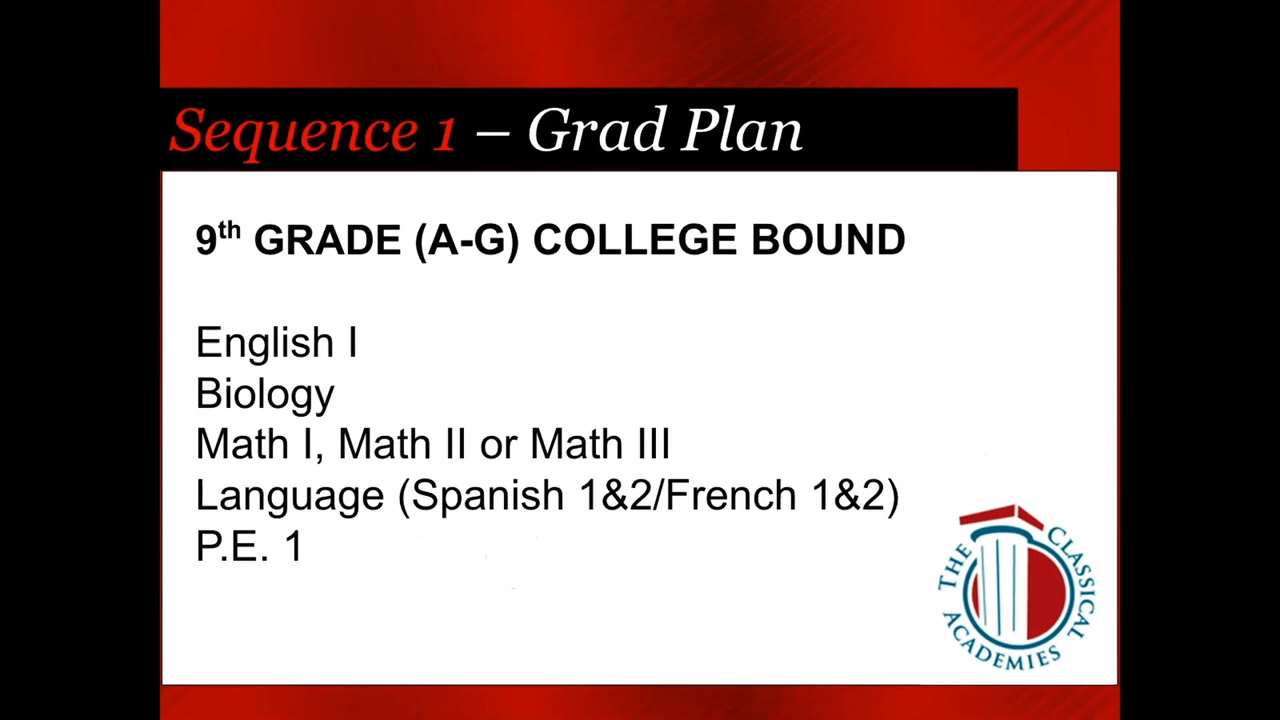 Sequence 1 – Grad Plan
9th GRADE (A-G) COLLEGE BOUND
English I
Biology
Math I, Math II or Math III
Language (Spanish 1&2/French 1&2)
P.E. 1
THE CLASSICAL ACADEMIES